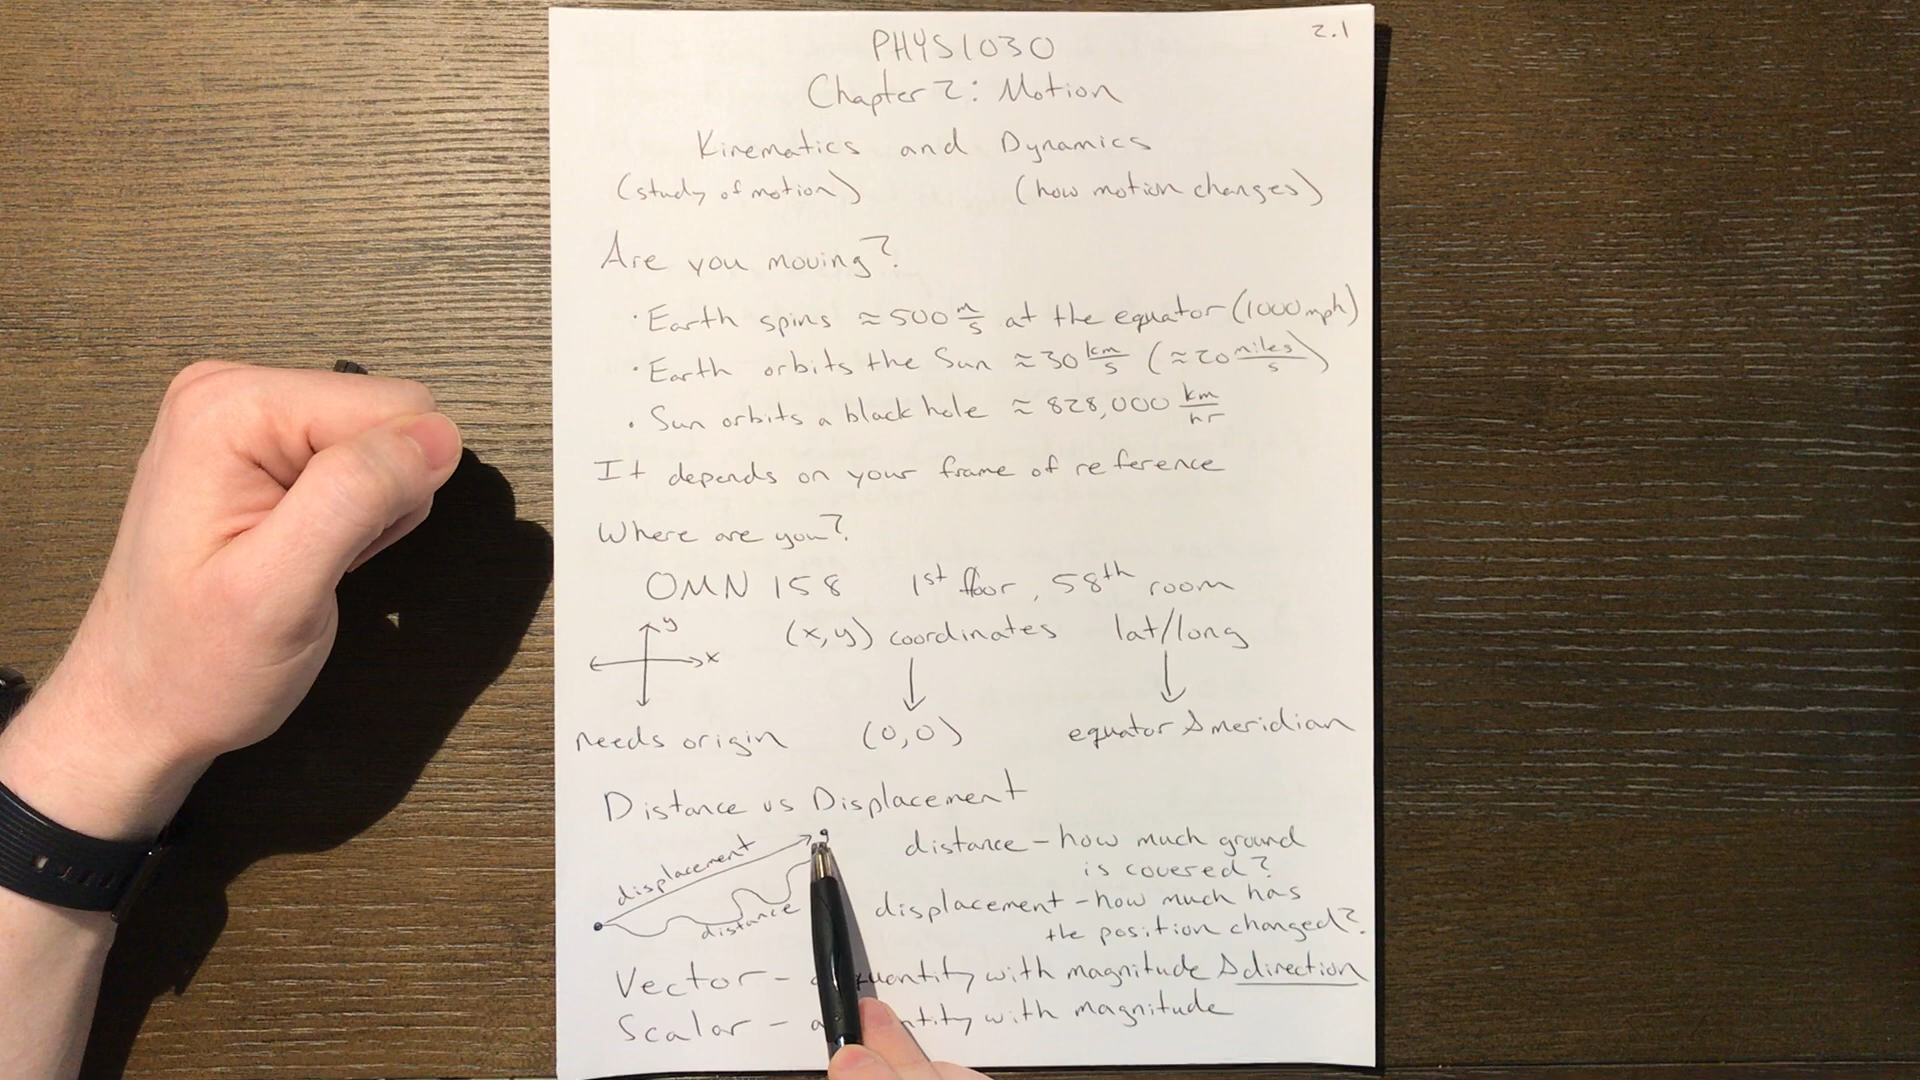 2.1
PHYS1030
Chapter 2: Motion
Kinematics and Dynamics
(study of motion) (how motion changes)
Are you moving?
· Earth spins ≈ 500 m/s at the equator (1000 mph)
· Earth orbits the Sun ≈ 30 km/s (≈ 20 miles/s)
· Sun orbits a black hole ≈ 828,000 km/hr
It depends on your frame of reference
Where are you?
OMN 158 1st floor, 58th room
y
x
(x,y) coordinates lat/long
needs origin (0,0) equator & meridian
Distance vs Displacement
displacement
distance
distance - how much ground
is covered?
displacement - how much has
the position changed?
Vector - quantity with magnitude & direction
Scalar - with magnitude